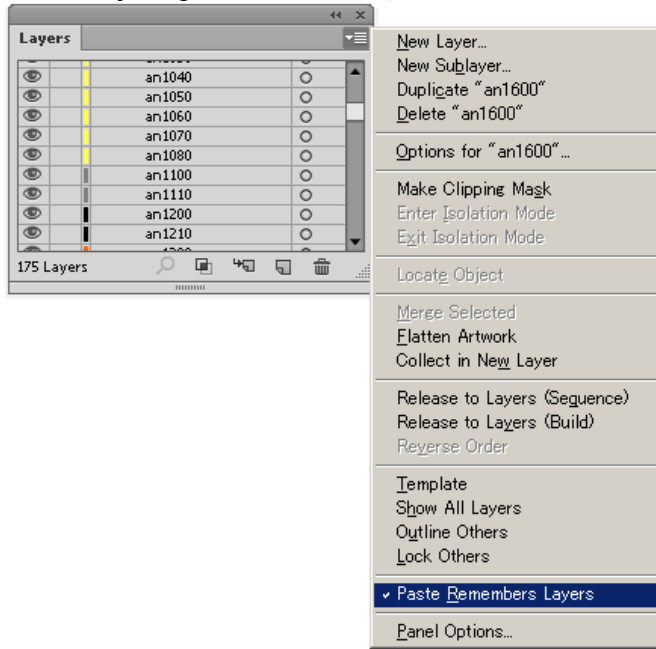 Layers
an1040
an1050
an1060
an1070
an1080
an1100
an1110
an1200
an1210
175 Layers
New Layer...
New Sublayer...
Duplicate "an1600"
Delete "an1600"
Options for "an1600"...
Make Clipping Mask
Enter Isolation Mode
Exit Isolation Mode
Locate Object
Merge Selected
Flatten Artwork
Collect in New Layer
Release to Layers (Sequence)
Release to Layers (Build)
Reverse Order
Template
Show All Layers
Outline Others
Lock Others
Paste Remembers Layers
Panel Options...